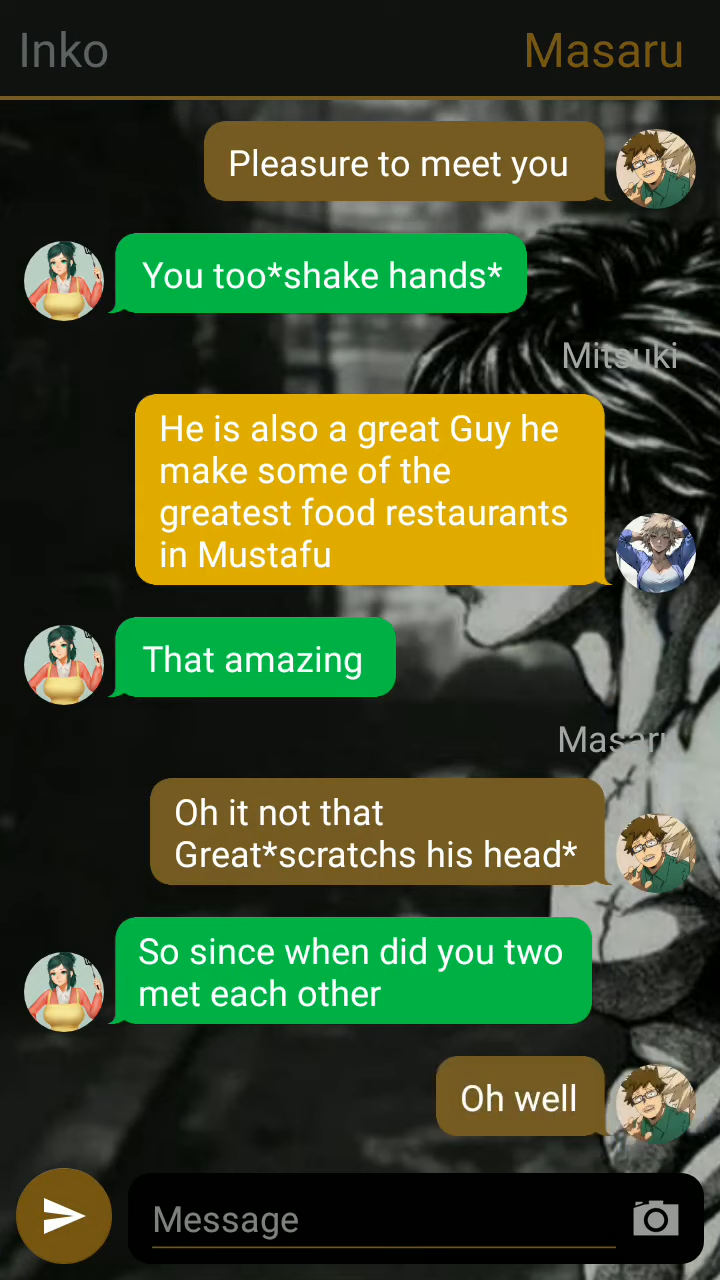 Inko
Masaru
Pleasure to meet you
You too*shake hands*
Mitsuki
He is also a great Guy he
make some of the
greatest food restaurants
in Mustafu
That amazing
Masaru
Oh it not that
Great*scratchs his head*
So since when did you two
met each other
Oh well
Message